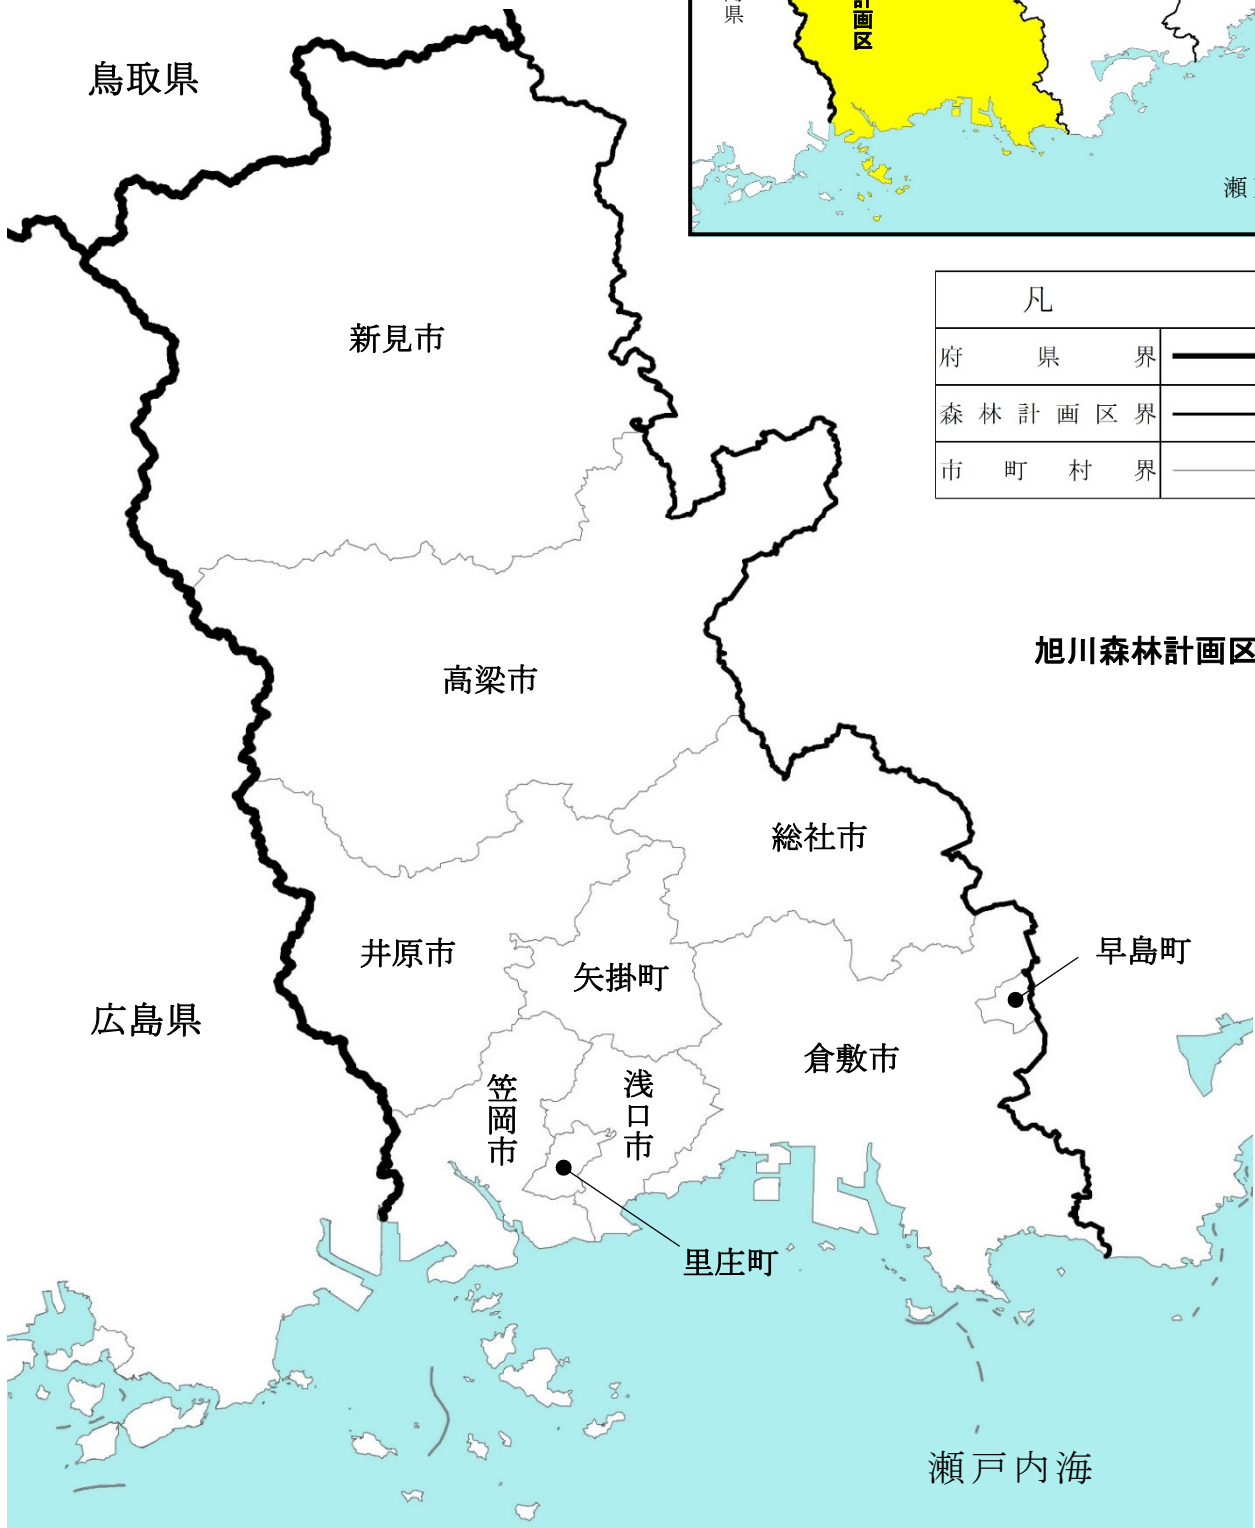 鳥取県
県
計画区
瀬
凡
府県界
森林計画区界
市町村界
新見市
旭川森林計画区
高梁市
総社市
井原市
早島町
矢掛町
広島県
倉敷市
笠岡市
浅口市
里庄町
瀬戸内海